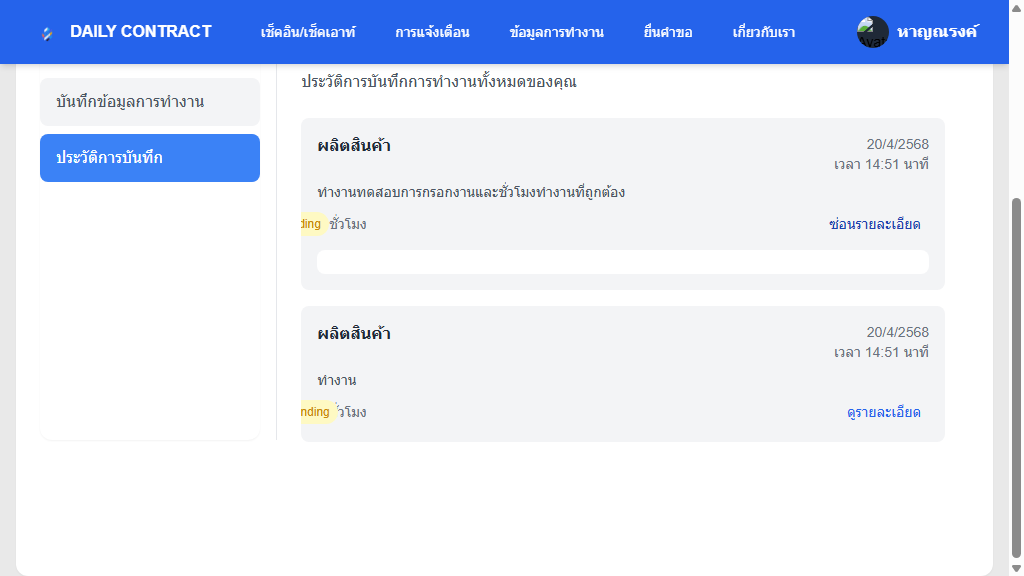 DAILY CONTRACT
เช็คอิน/เช็คเอาท์
การแจ้งเตือน
ข้อมูลการทำงาน
ยื่นคำขอ
เกี่ยวกับเรา
หาญณรงค์
บันทึกข้อมูลการทำงาน
ประวัติการบันทึก
ประวัติการบันทึกการทำงานทั้งหมดของคุณ
ผลิตสินค้า
20/4/2568
เวลา 14:51 นาที
ทำงานทดสอบการกรอกงานและชั่วโมงทำงานที่ถูกต้อง
ding ชั่วโมง
ซ่อนรายละเอียด
ผลิตสินค้า
20/4/2568
เวลา 14:51 นาที
ทำงาน
nding
ดูรายละเอียด